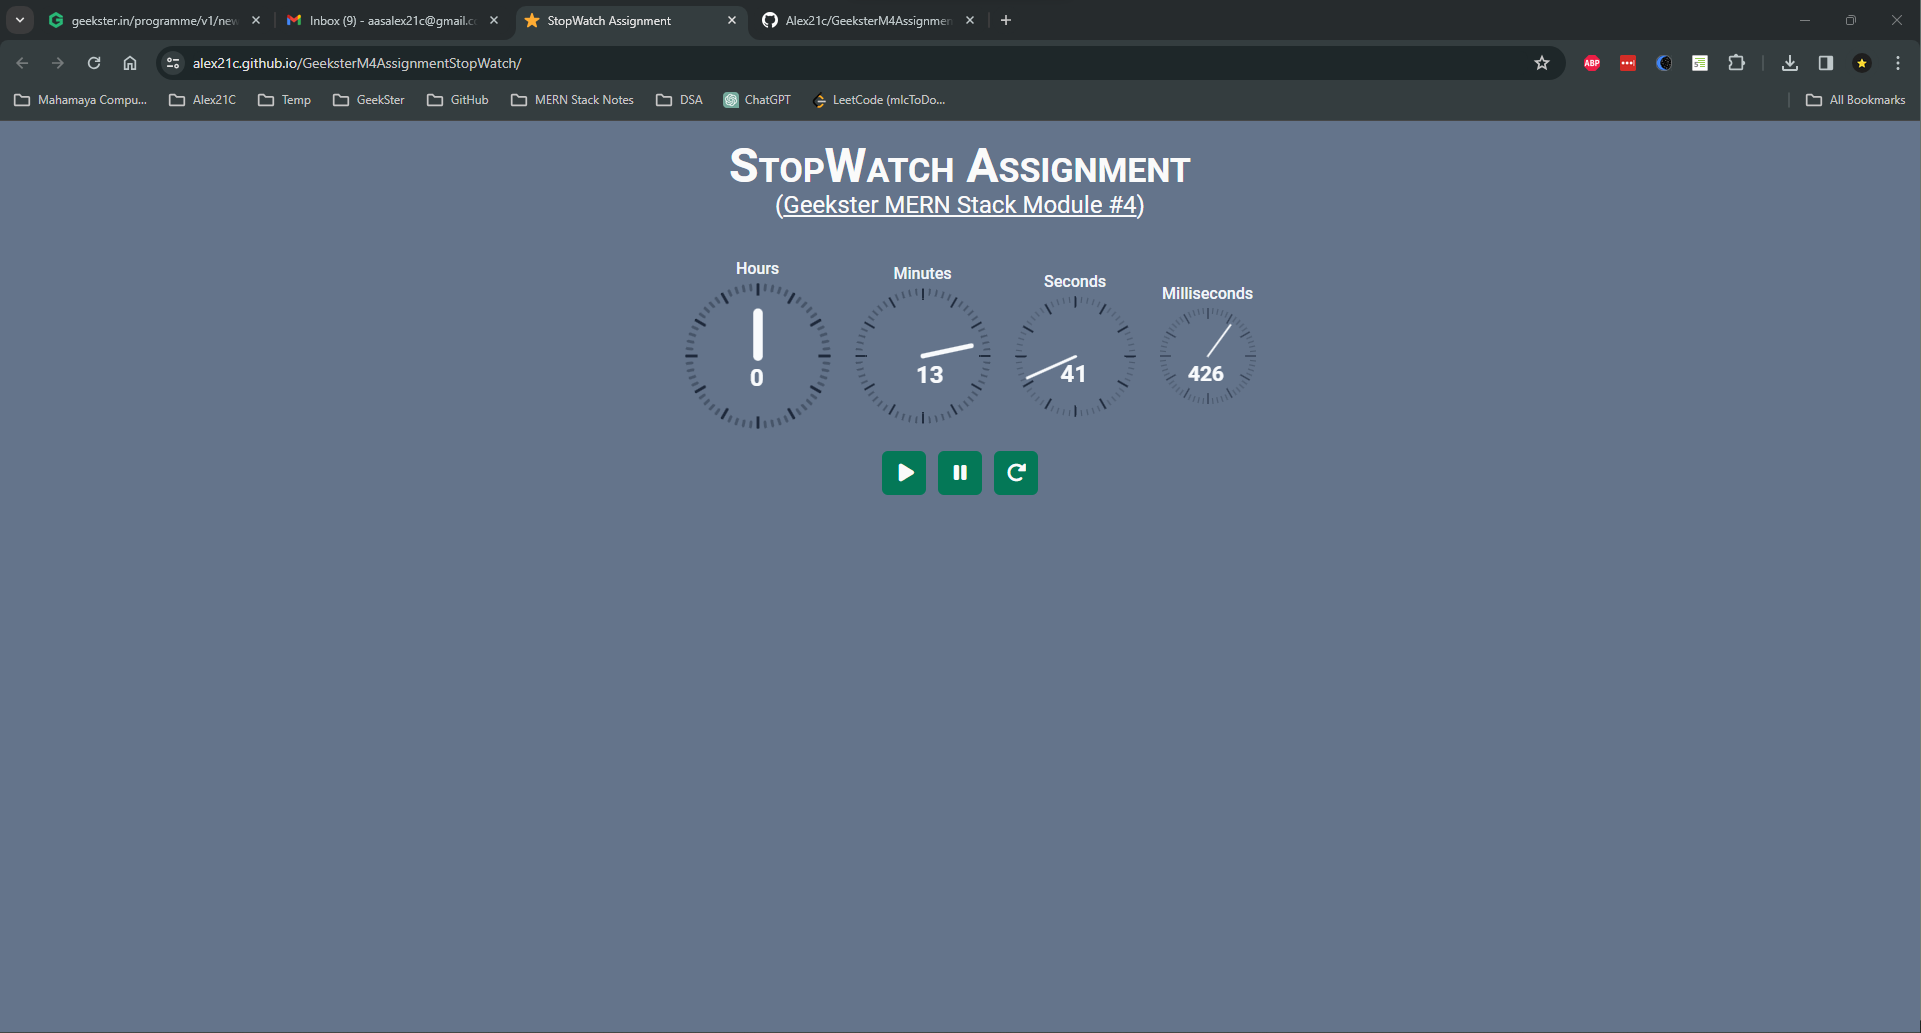 geekster.in/programme/v1/new
Inbox (9) - aasalex21c@gmail.c
StopWatch Assignment
Alex21c/GeeksterM4Assignmen
alex21c.github.io/GeeksterM4AssignmentStopWatch/
ABP
Mahamaya Compu...
Alex21C
Temp
GeekSter
GitHub
MERN Stack Notes
DSA
ChatGPT
LeetCode (mIcToDo...
All Bookmarks
StopWatch Assignment
(Geekster MERN Stack Module #4)
Hours
Minutes
Seconds
Milliseconds
0
13
41
426